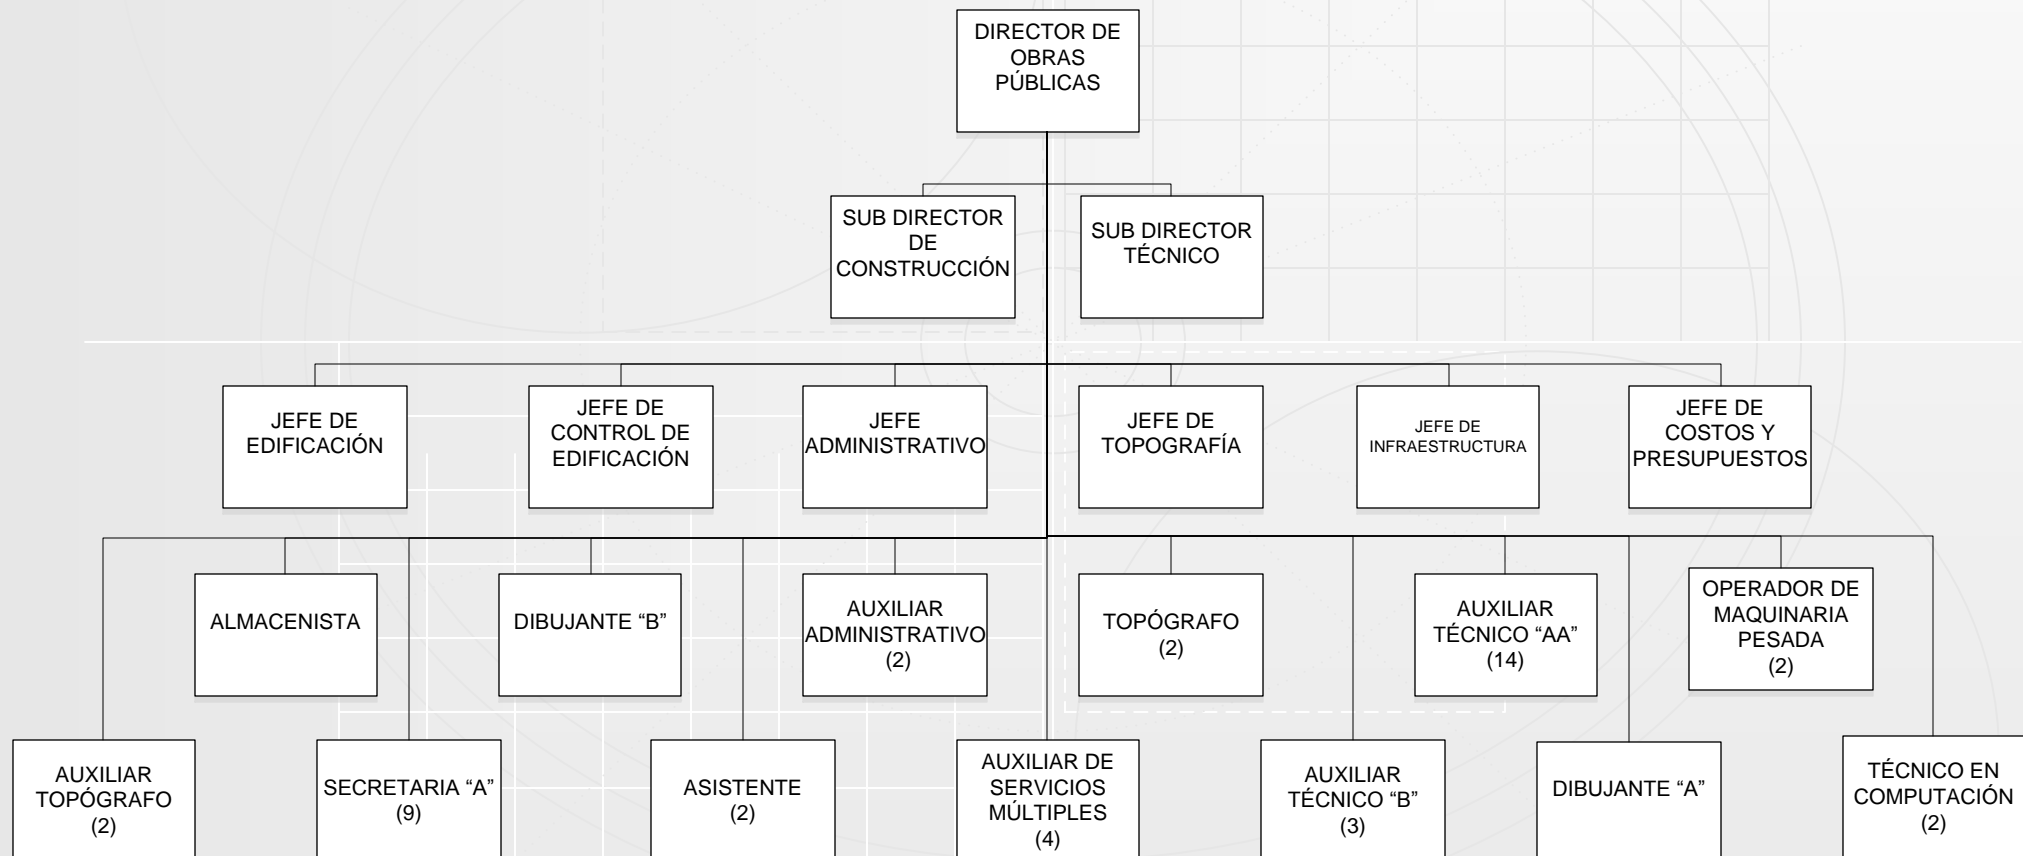 DIRECTOR DE
OBRAS
PÚBLICAS
SUB DIRECTOR
DE
CONSTRUCCIÓN
SUB DIRECTOR
TÉCNICO
JEFE DE
EDIFICACIÓN
JEFE DE
CONTROL DE
EDIFICACIÓN
JEFE
ADMINISTRATIVO
JEFE DE
TOPOGRAFÍA
JEFE DE
INFRAESTRUCTURA
JEFE DE
COSTOS Y
PRESUPUESTOS
ALMACENISTA
DIBUJANTE “B”
AUXILIAR
ADMINISTRATIVO
(2)
TOPÓGRAFO
(2)
AUXILIAR
TÉCNICO “AA”
(14)
OPERADOR DE
MAQUINARIA
PESADA
(2)
AUXILIAR
TOPÓGRAFO
(2)
SECRETARIA “A”
(9)
ASISTENTE
(2)
AUXILIAR DE
SERVICIOS
MÚLTIPLES
(4)
AUXILIAR
TÉCNICO “B”
(3)
DIBUJANTE “A”
TÉCNICO EN
COMPUTACIÓN
(2)